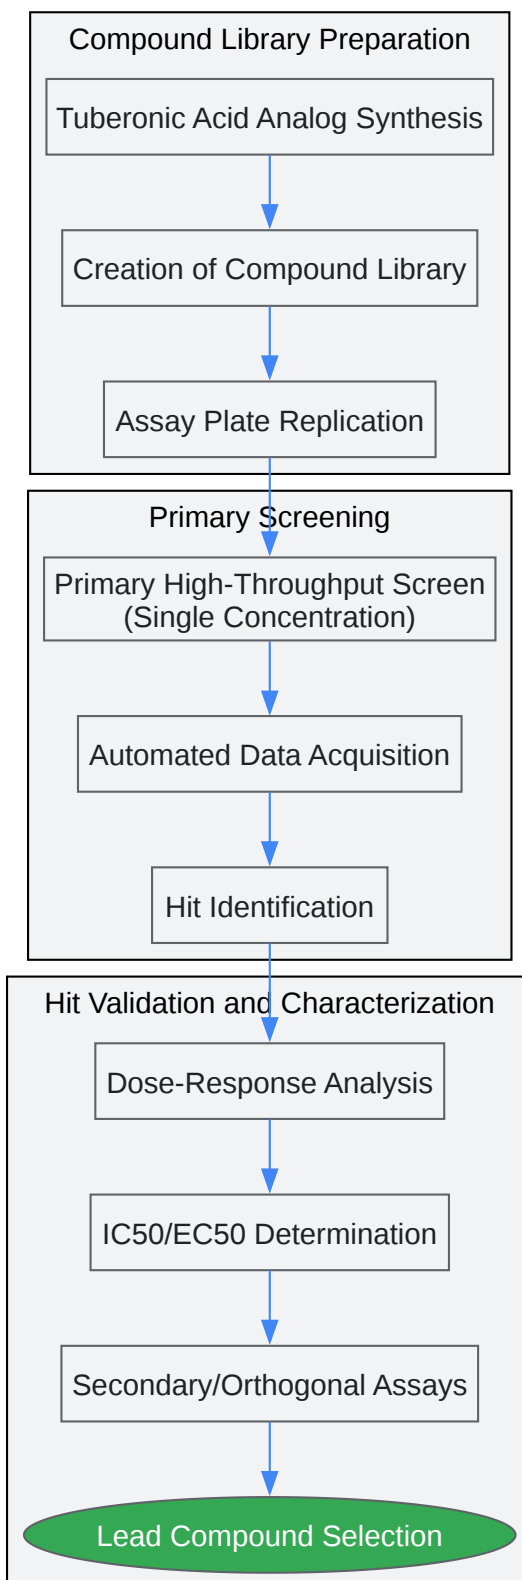 Compound Library Preparation
Tuberonic Acid Analog Synthesis
Creation of Compound Library
Assay Plate Replication
Primary Screening
Primary High-Throughput Screen
(Single Concentration)
Automated Data Acquisition
Hit Identification
Hit Validation and Characterization
Dose-Response Analysis
IC50/EC50 Determination
Secondary/Orthogonal Assays
Lead Compound Selection